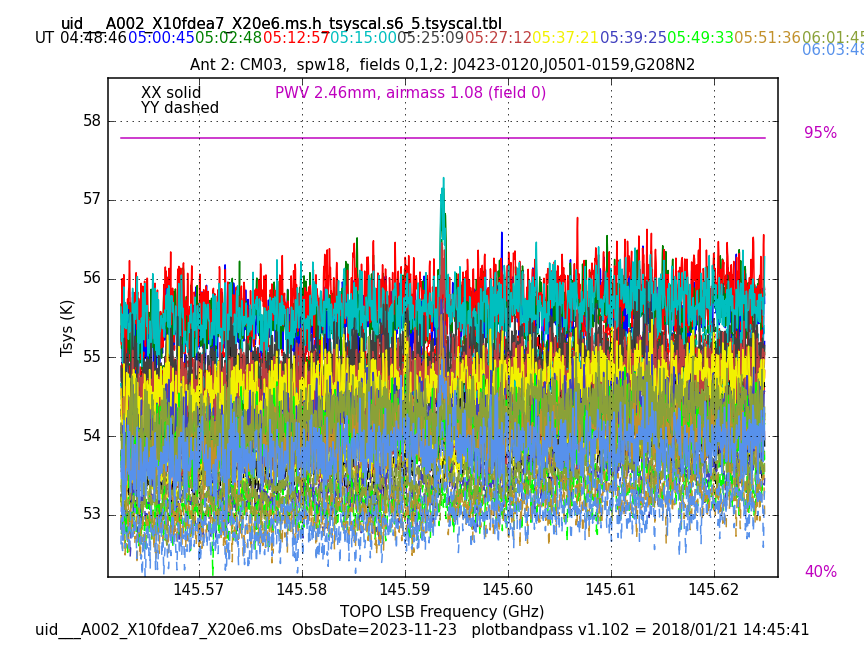 uid___A002_X10fdea7_X20e6.ms.h_tsyscal.s6_5.tsyscal.tbl
UT 04:48:46 05:00:45 05:02:48 05:12:57 05:15:00 05:25:09 05:27:12 05:37:21 05:39:25 05:49:33 05:51:36 06:01:45
06:03:48
Ant 2: CM03, spw18, fields 0,1,2: J0423-0120,J0501-0159,G208N2
XX solid PWV 2.46mm, airmass 1.08 (field 0)
YY dashed
95%
58
57
56
55
54
53
Tsys (K)
40%
145.57 145.58 145.59 145.60 145.61 145.62
TOPO LSB Frequency (GHz)
uid___A002_X10fdea7_X20e6.ms ObsDate=2023-11-23 plotbandpass v1.102 = 2018/01/21 14:45:41